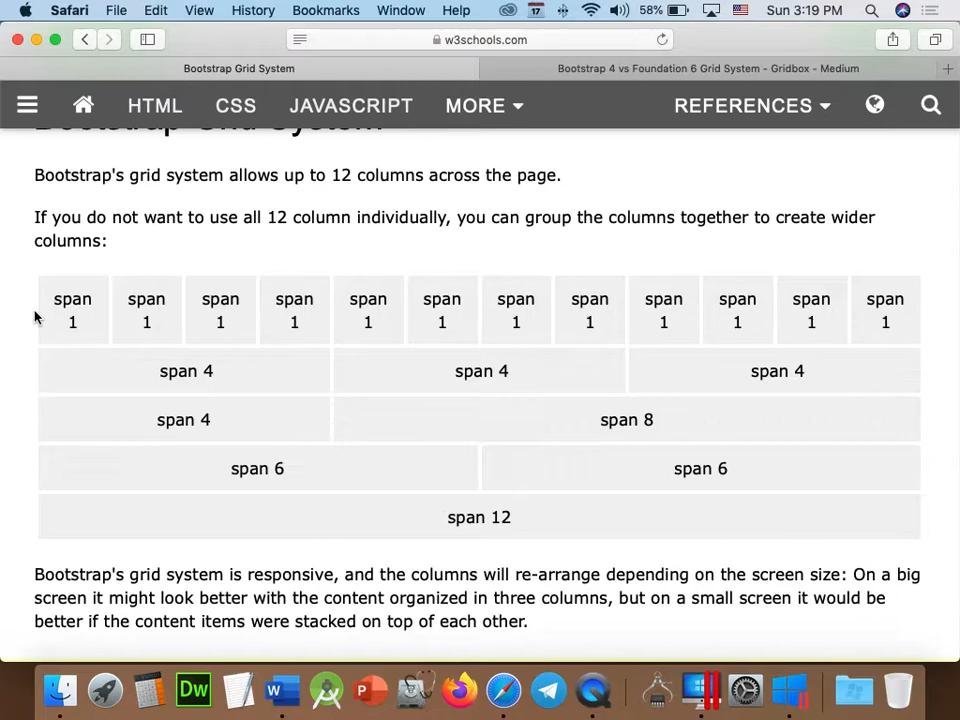 Safari File Edit View History Bookmarks Window Help 17 58% Sun 3:19 PM
w3schools.com
Bootstrap Grid System Bootstrap 4 vs Foundation 6 Grid System - Gridbox - Medium
HTML CSS JAVASCRIPT MORE REFERENCES
Bootstrap Grid System
Bootstrap's grid system allows up to 12 columns across the page.
If you do not want to use all 12 column individually, you can group the columns together to create wider
columns:
span span span span span span span span span span span span
1 1 1 1 1 1 1 1 1 1 1 1
span 4 span 4 span 4
span 4 span 8
span 6 span 6
span 12
Bootstrap's grid system is responsive, and the columns will re-arrange depending on the screen size: On a big
screen it might look better with the content organized in three columns, but on a small screen it would be
better if the content items were stacked on top of each other.
Dw W P